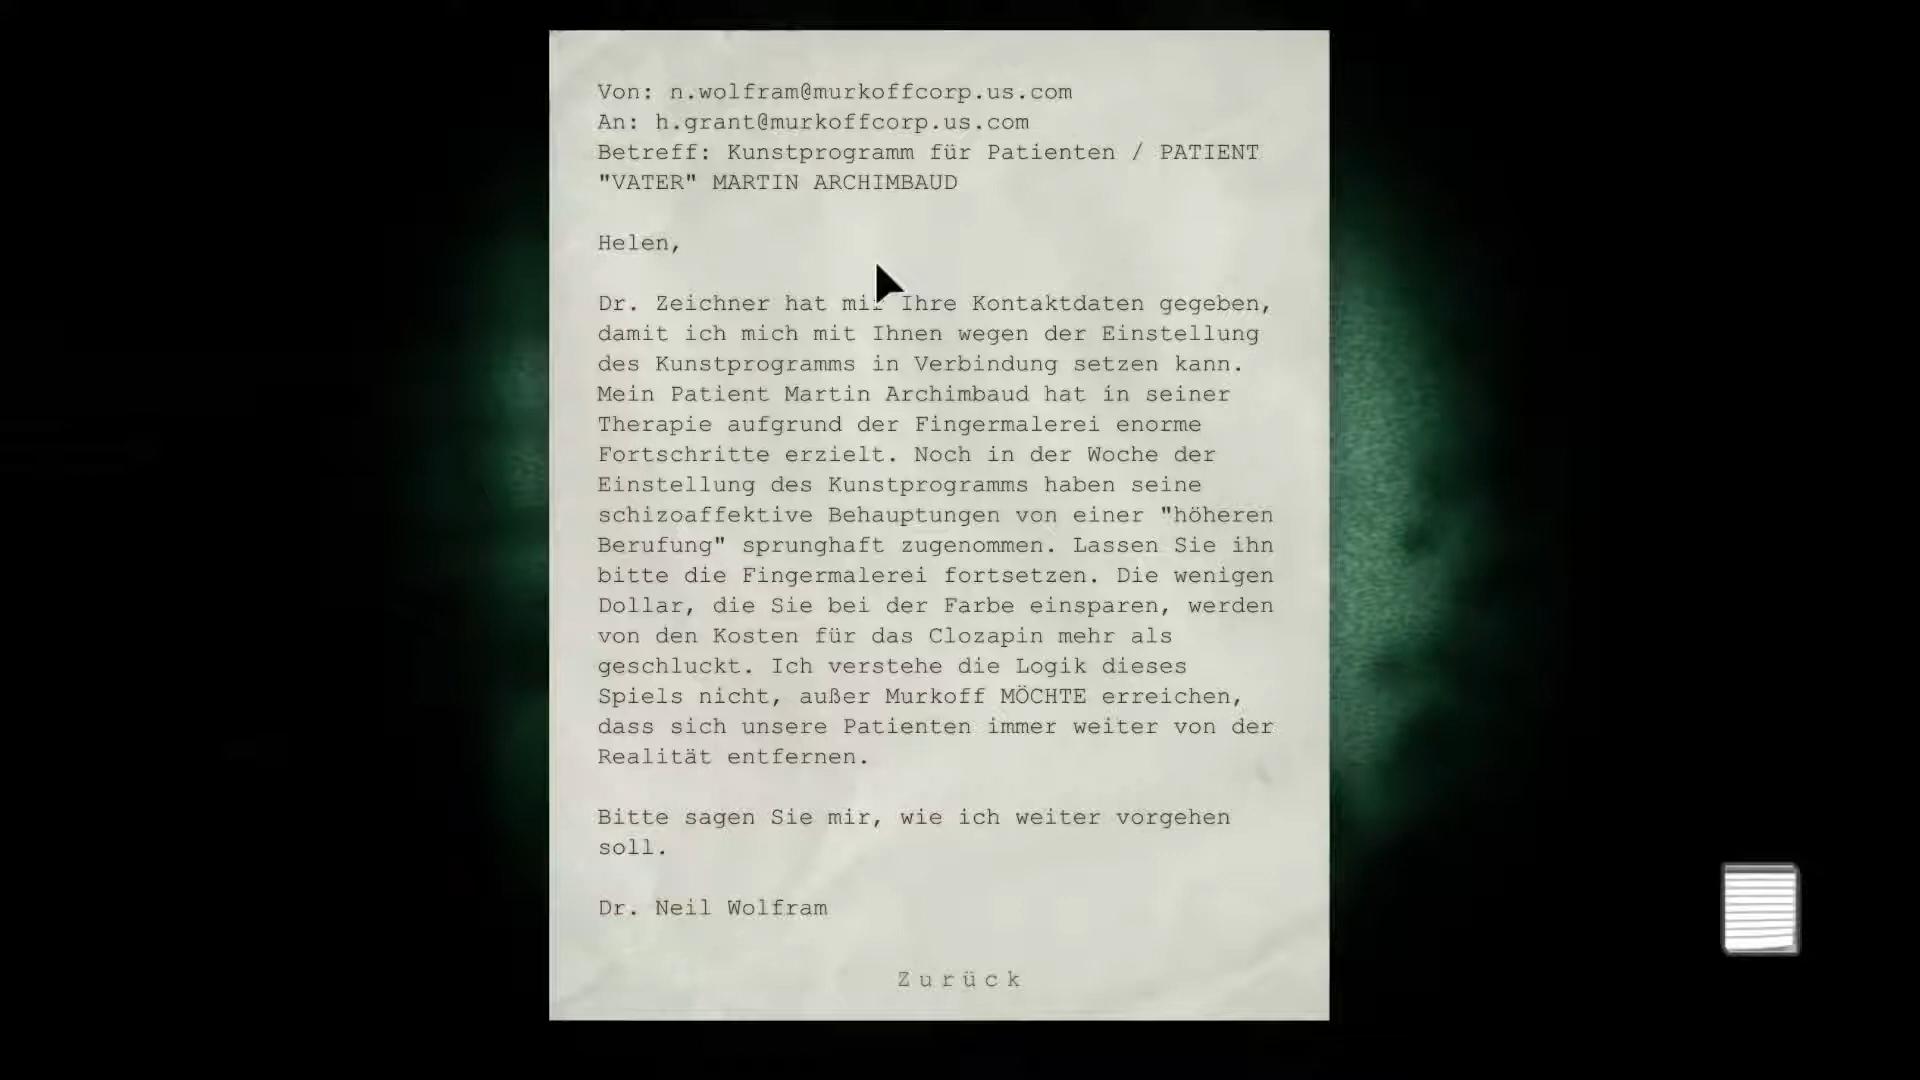 Von: n.wolfram@murkoffcorp.us.com
An: h.grant@murkoffcorp.us.com
Betreff: Kunstprogramm für Patienten / PATIENT
"VATER" MARTIN ARCHIMBAUD
Helen,
Dr. Zeichner hat mir Ihre Kontaktdaten gegeben,
damit ich mich mit Ihnen wegen der Einstellung
des Kunstprogramms in Verbindung setzen kann.
Mein Patient Martin Archimbaud hat in seiner
Therapie aufgrund der Fingermalerei enorme
Fortschritte erzielt. Noch in der Woche der
Einstellung des Kunstprogramms haben seine
schizoaffektive Behauptungen von einer "höheren
Berufung" sprunghaft zugenommen. Lassen Sie ihn
bitte die Fingermalerei fortsetzen. Die wenigen
Dollar, die Sie bei der Farbe einsparen, werden
von den Kosten für das Clozapin mehr als
geschluckt. Ich verstehe die Logik dieses
Spiels nicht, außer Murkoff MÖCHTE erreichen,
dass sich unsere Patienten immer weiter von der
Realität entfernen.
Bitte sagen Sie mir, wie ich weiter vorgehen
soll.
Dr. Neil Wolfram
Zurück